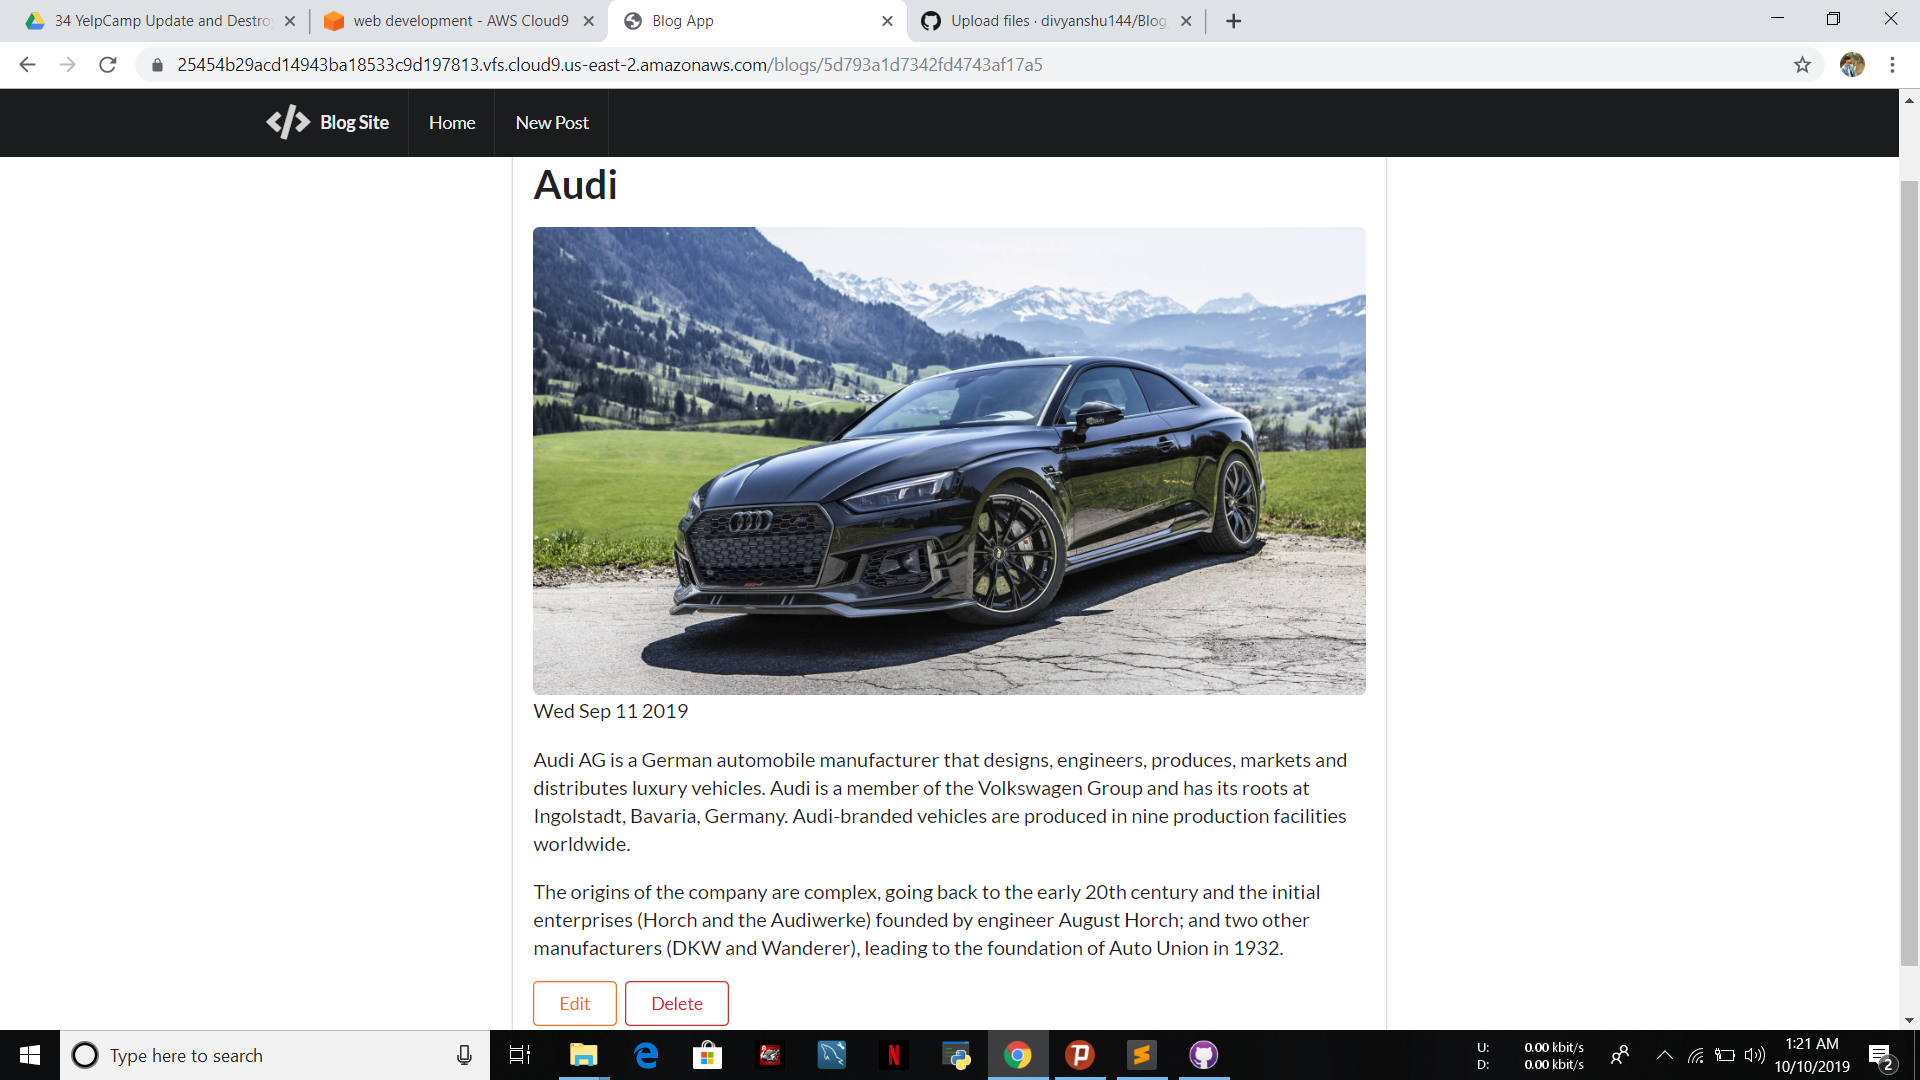 34 YelpCamp Update and Destro
web development - AWS Cloud9
Blog App
Upload files · divyanshu144/Blog_
25454b29acd14943ba18533c9d197813.vfs.cloud9.us-east-2.amazonaws.com/blogs/5d793a1d7342fd4743af17a5
Blog Site
Home
New Post
Audi
Wed Sep 11 2019
Audi AG is a German automobile manufacturer that designs, engineers, produces, markets and
distributes luxury vehicles. Audi is a member of the Volkswagen Group and has its roots at
Ingolstadt, Bavaria, Germany. Audi-branded vehicles are produced in nine production facilities
worldwide.
The origins of the company are complex, going back to the early 20th century and the initial
enterprises (Horch and the Audiwerke) founded by engineer August Horch; and two other
manufacturers (DKW and Wanderer), leading to the foundation of Auto Union in 1932.
Edit
Delete
Type here to search
U: 0.00 kbit/s
D: 0.00 kbit/s
1:21 AM
10/10/2019
2